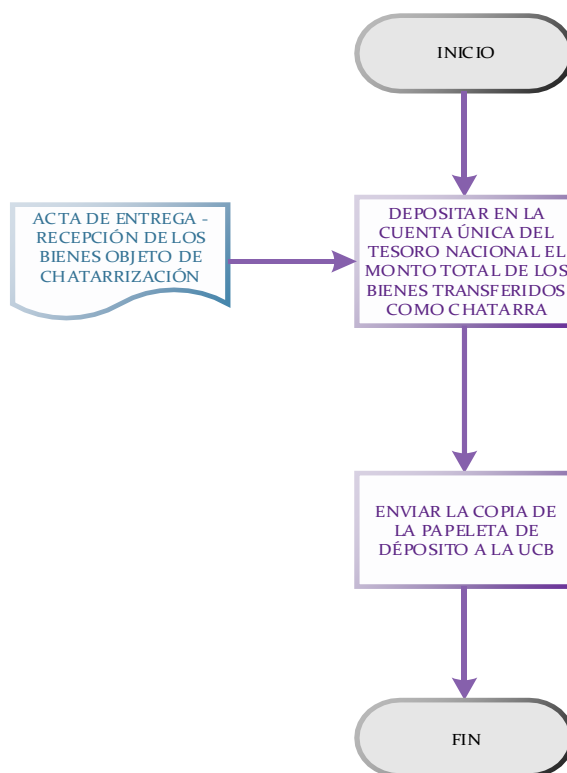 INICIO
ACTA DE ENTREGA -
RECEPCIÓN DE LOS
BIENES OBJETO DE
CHATARRIZACIÓN
DEPOSITAR EN LA
CUENTA ÚNICA DEL
TESORO NACIONAL EL
MONTO TOTAL DE LOS
BIENES TRANSFERIDOS
COMO CHATARRA
ENVIAR LA COPIA DE
LA PAPELETA DE
DÉPOSITO A LA UCB
FIN